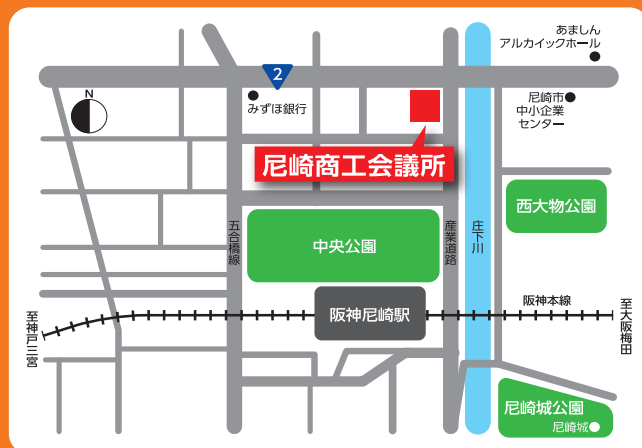 あましん
アルカイックホール
2
N
みずほ銀行
尼崎市
中小企業
センター
尼崎商工会議所
西大物公園
五合橋線
中央公園
産業道路
庄下川
阪神本線
阪神尼崎駅
至神戸三宮
至大阪梅田
尼崎城公園
尼崎城